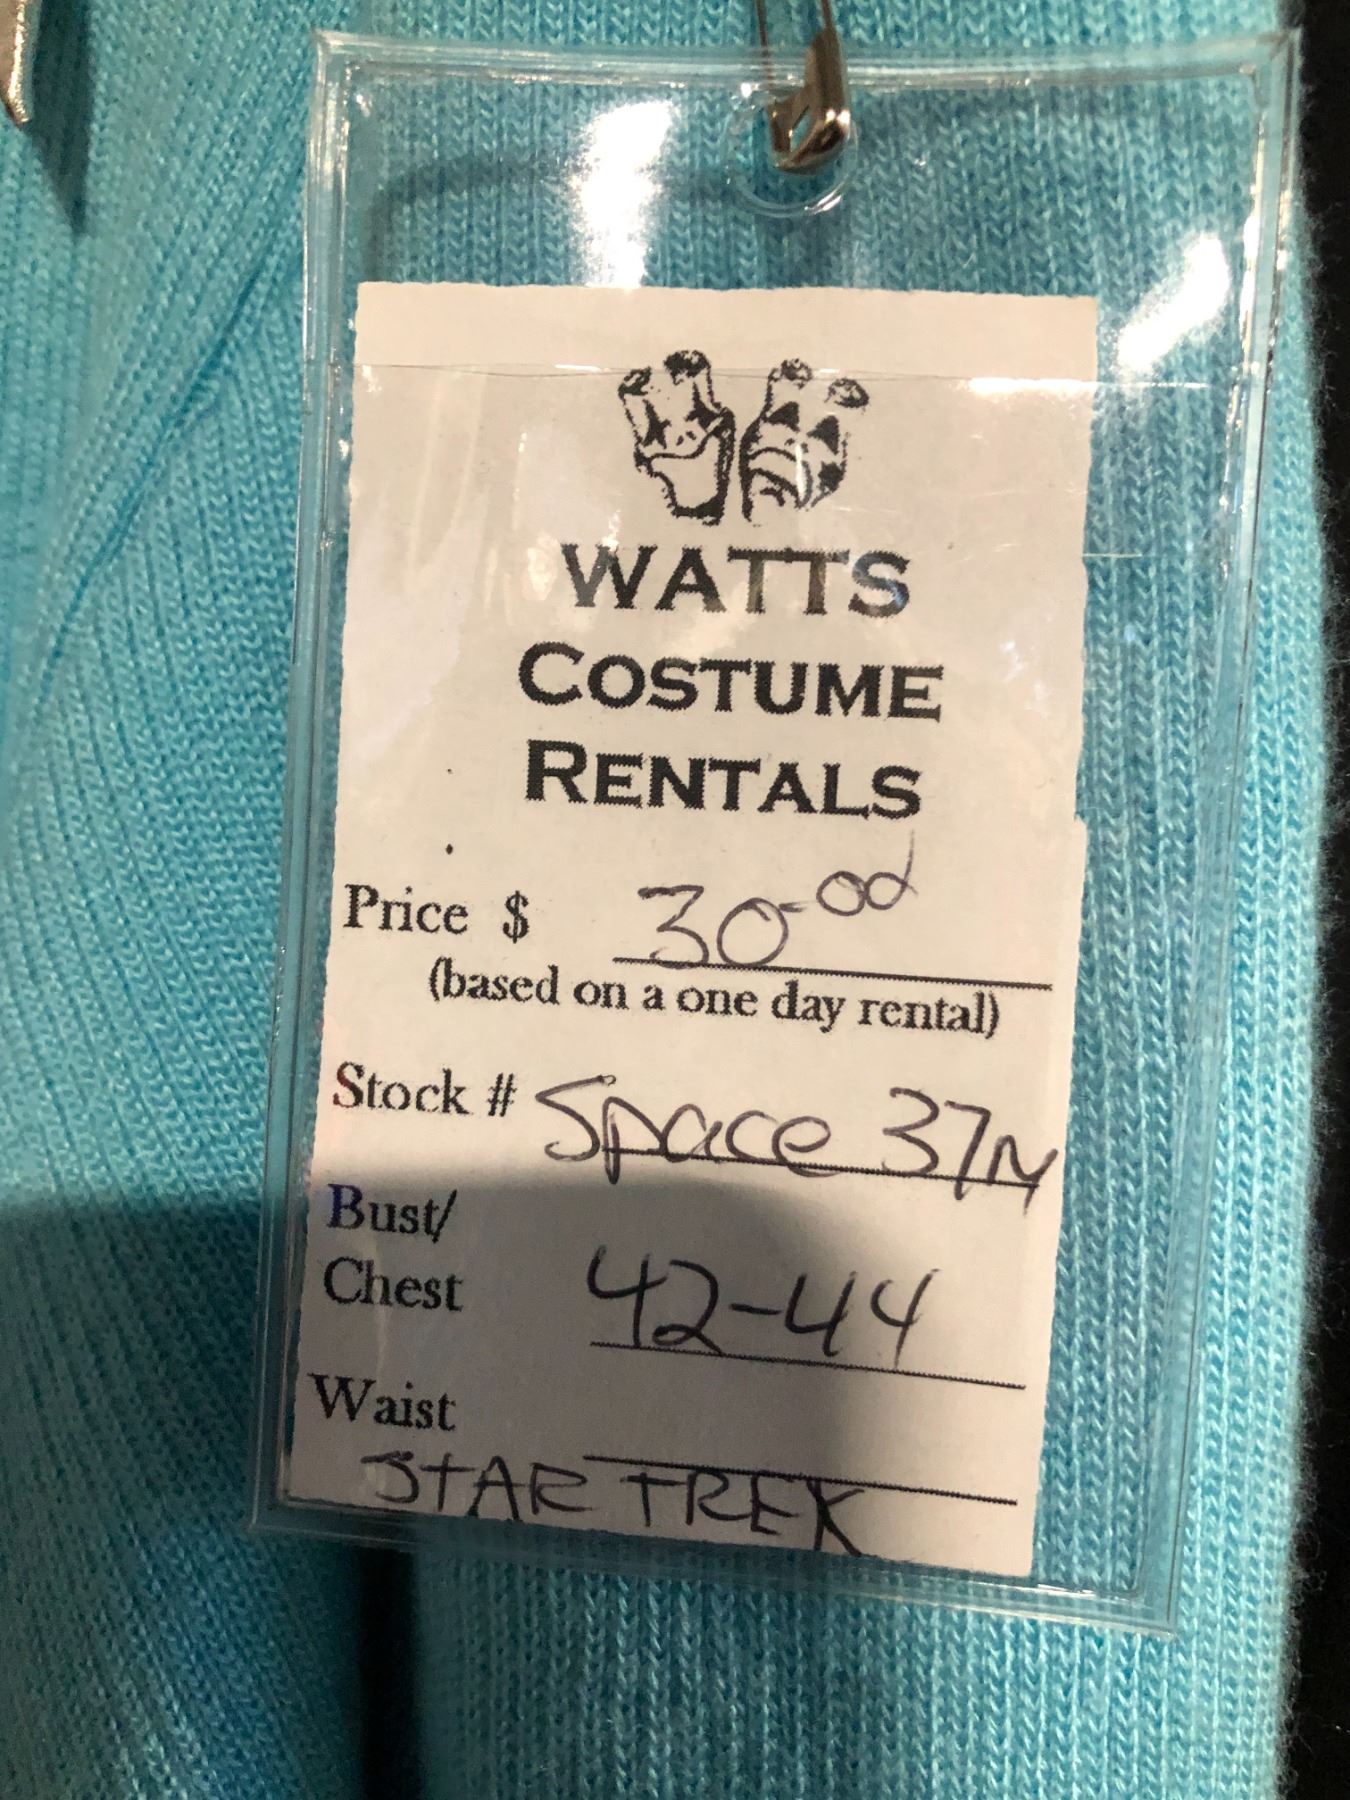 WATTS
COSTUME
RENTALS
Price $ 30.00
(based on a one day rental)
Stock # Space 37M
Bust/
Chest 42-44
Waist
STAR TREK